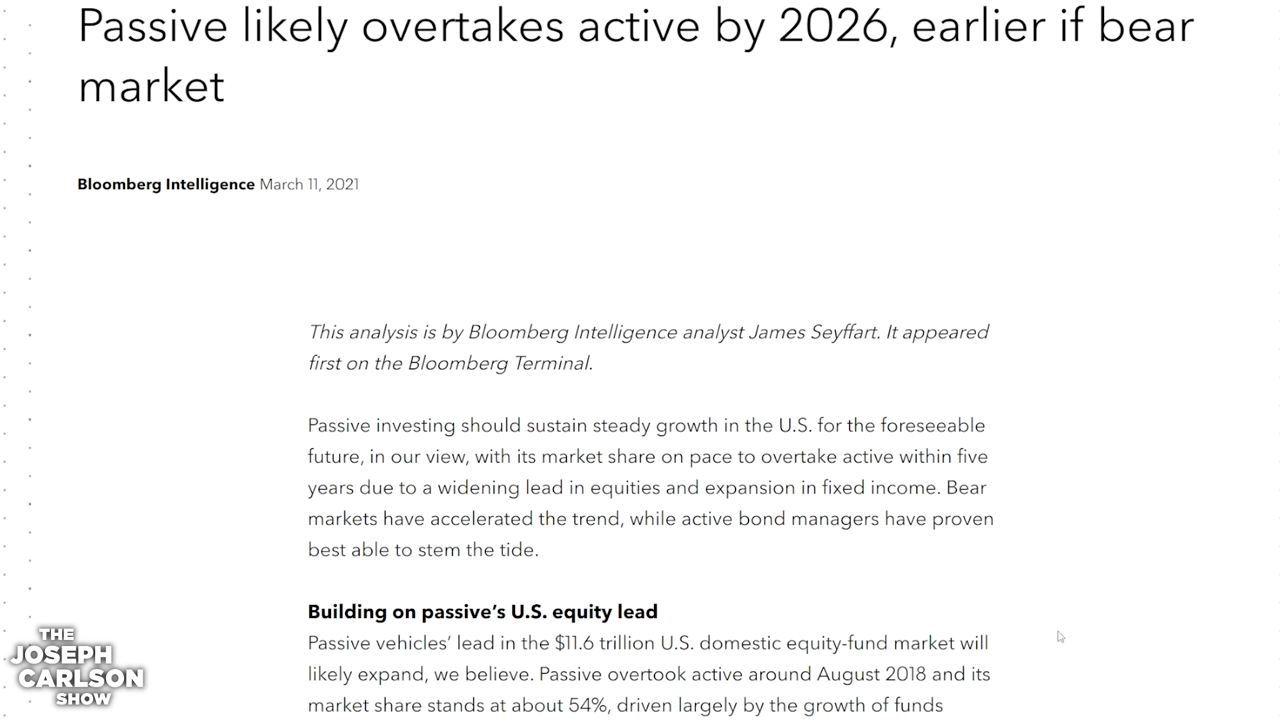 Passive likely overtakes active by 2026, earlier if bear
market
Bloomberg Intelligence March 11, 2021
This analysis is by Bloomberg Intelligence analyst James Seyffart. It appeared
first on the Bloomberg Terminal.
Passive investing should sustain steady growth in the U.S. for the foreseeable
future, in our view, with its market share on pace to overtake active within five
years due to a widening lead in equities and expansion in fixed income. Bear
markets have accelerated the trend, while active bond managers have proven
best able to stem the tide.
Building on passive’s U.S. equity lead
Passive vehicles’ lead in the $11.6 trillion U.S. domestic equity-fund market will
likely expand, we believe. Passive overtook active around August 2018 and its
market share stands at about 54%, driven largely by the growth of funds
THE
JOSEPH
CARLSON
SHOW